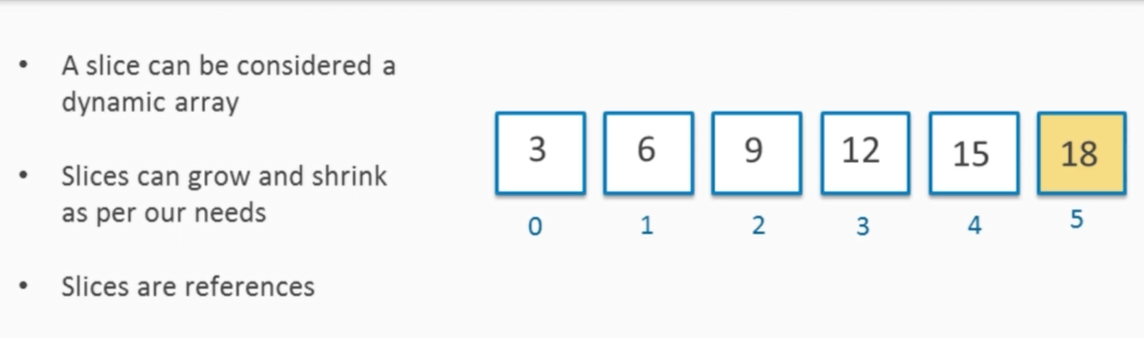 • A slice can be considered a
dynamic array
• Slices can grow and shrink
as per our needs
• Slices are references
3 6 9 12 15 18
0 1 2 3 4 5